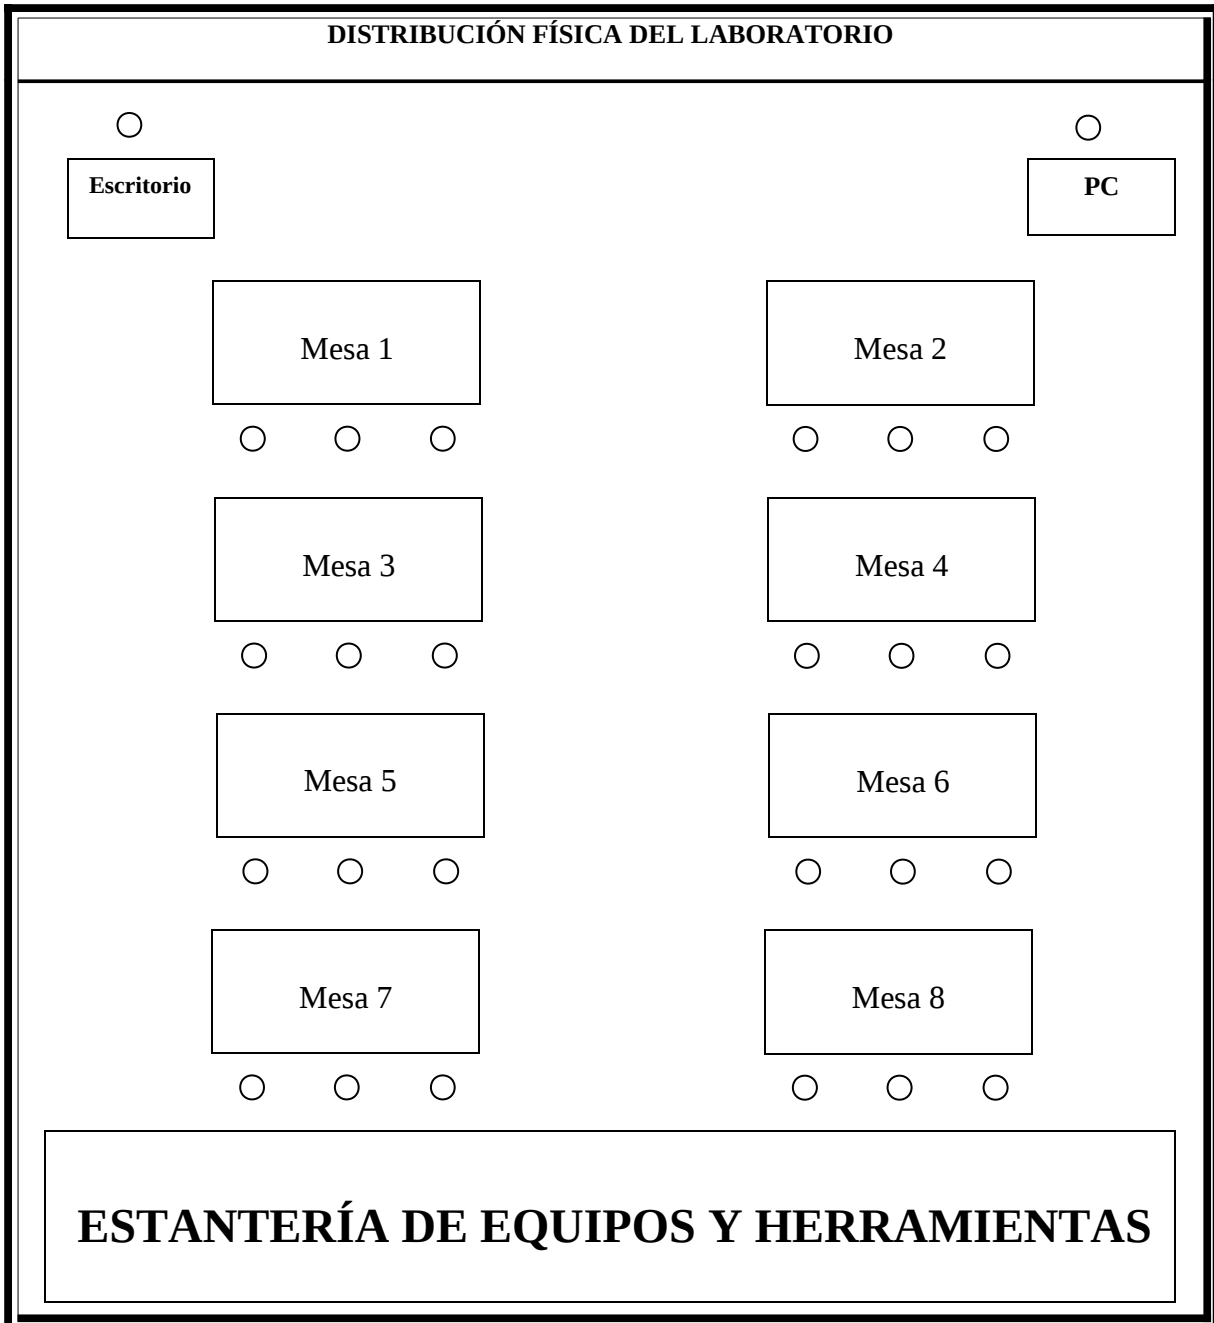 DISTRIBUCIÓN FÍSICA DEL LABORATORIO
Escritorio
PC
Mesa 1
Mesa 2
Mesa 3
Mesa 4
Mesa 5
Mesa 6
Mesa 7
Mesa 8
ESTANTERÍA DE EQUIPOS Y HERRAMIENTAS